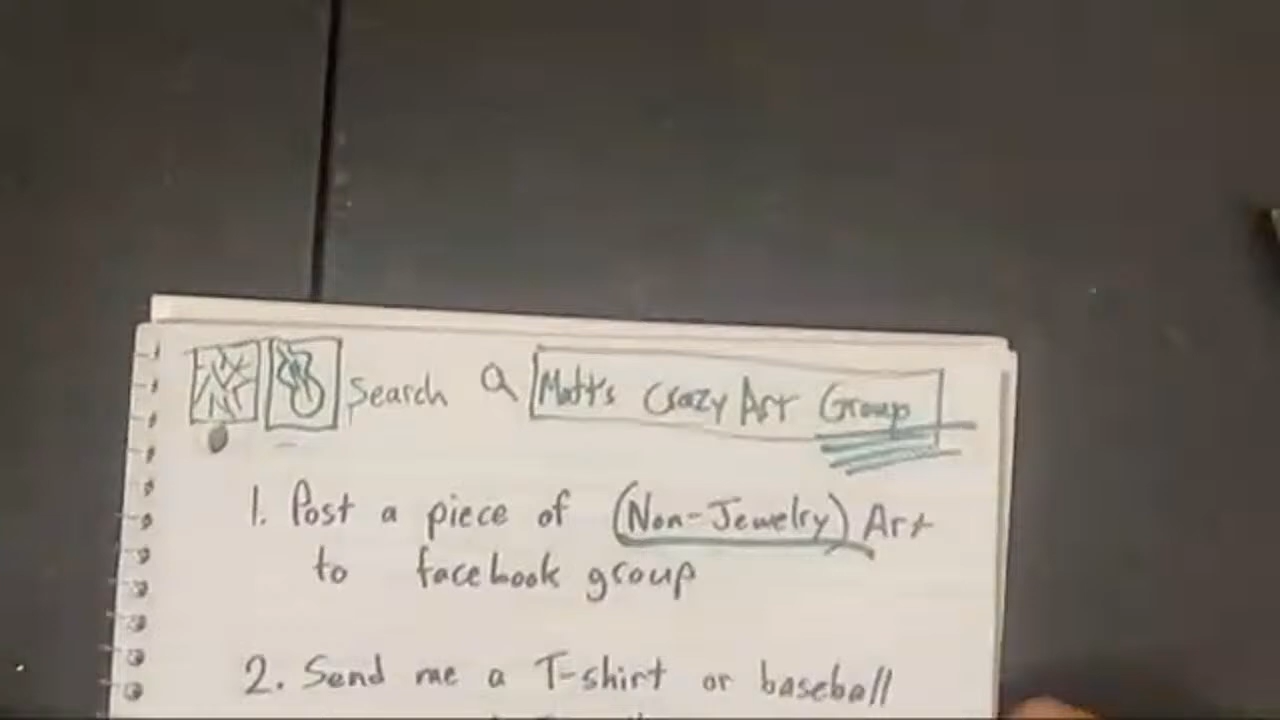 Search Matt's Crazy Art Group
1. Post a piece of (Non-Jewelry) Art
to facebook group
2. Send me a T-shirt or baseball